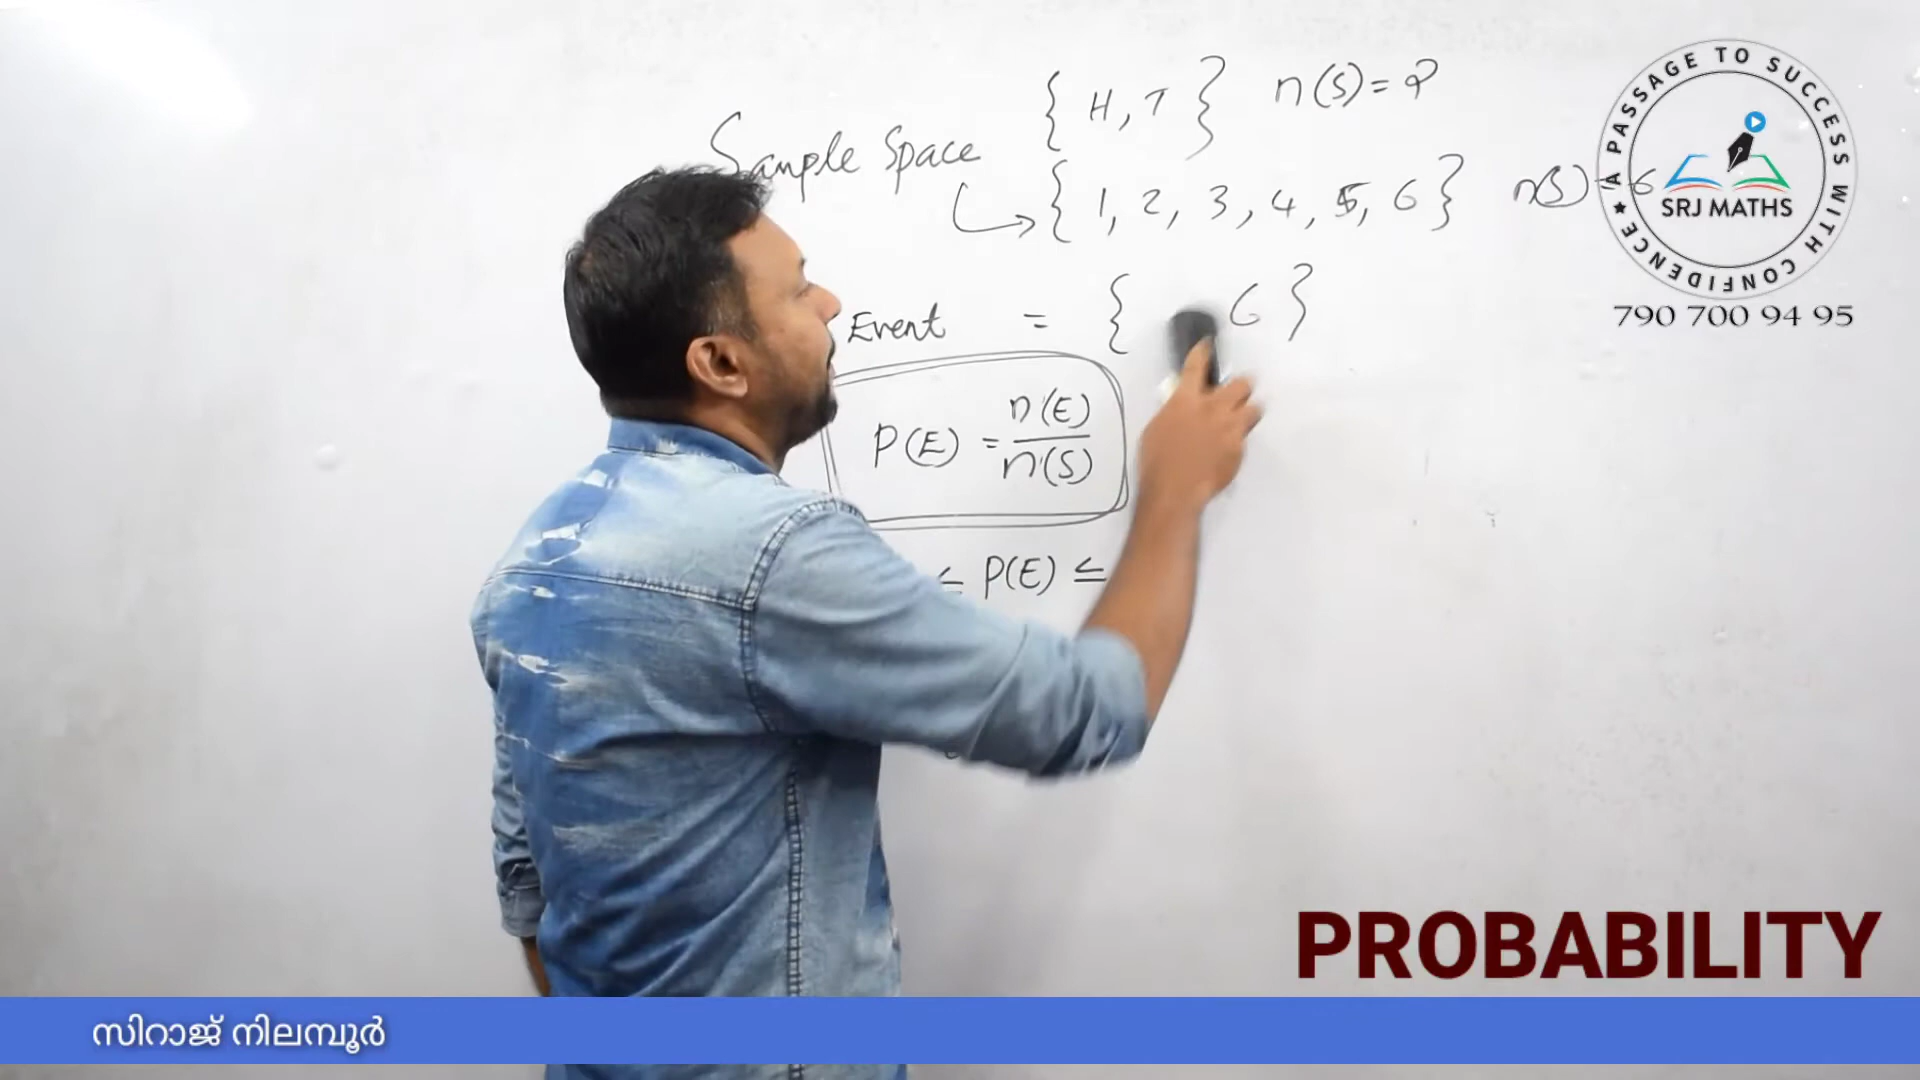 { H, T } n(S) = 2
Sample Space
{ 1, 2, 3, 4, 5, 6 } n(S) = 6
Event = { 6 }
P(E) = n(E) / n(S)
≤ P(E) ≤
A PASSAGE TO SUCCESS WITH CONFIDENCE ★
SRJ MATHS
790 700 94 95
PROBABILITY
സിറാജ് നിലമ്പൂർ